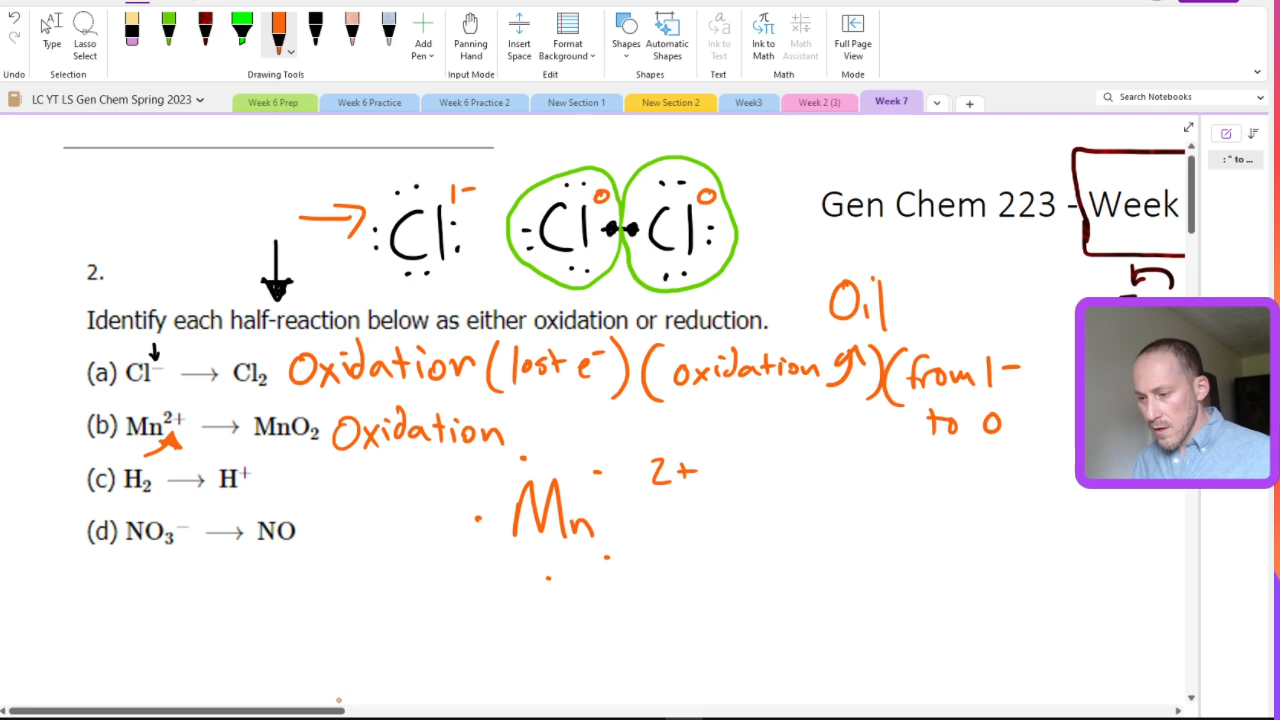 Type
Lasso
Select
Add
Pen
Panning
Hand
Insert
Space
Format
Background
Shapes
Automatic
Shapes
Ink to
Text
Ink to
Math
Math
Assistant
Full Page
View
Undo
Selection
Drawing Tools
Input Mode
Edit
Shapes
Text
Math
Mode
LC YT LS Gen Chem Spring 2023
Week 6 Prep
Week 6 Practice
Week 6 Practice 2
New Section 1
New Section 2
Week3
Week 2 (3)
Week 7
Search Notebooks
: " to ...
Cl 1-
Cl 0 Cl 0
Gen Chem 223 - Week
2.
Identify each half-reaction below as either oxidation or reduction.
Oil
(a) Cl⁻ ⟶ Cl₂ Oxidation (lost e⁻) (oxidation ) (from 1-
to 0
(b) Mn²⁺ ⟶ MnO₂ Oxidation
(c) H₂ ⟶ H⁺
Mn 2+
(d) NO₃⁻ ⟶ NO